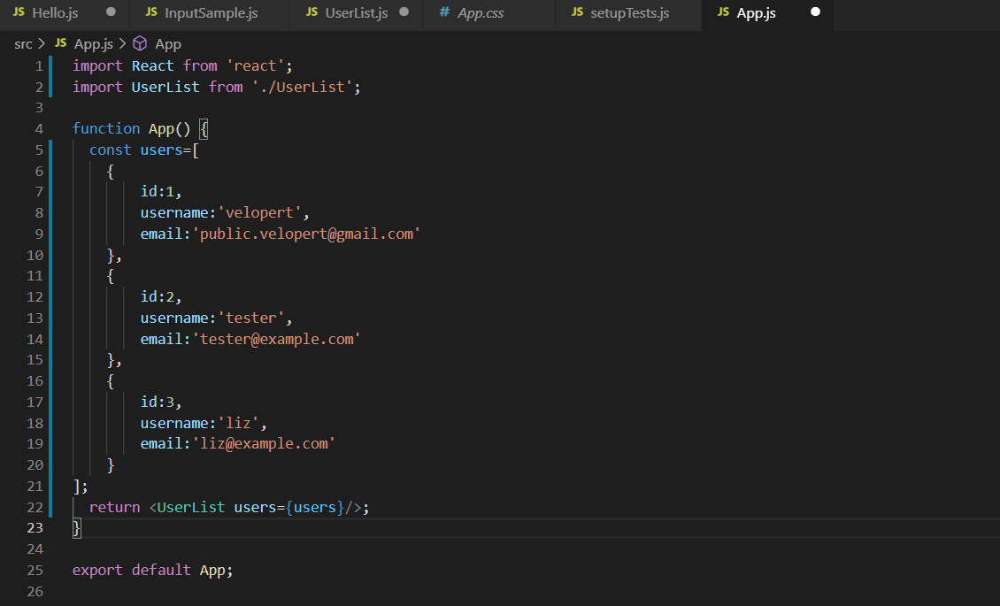 JS Hello.js JS InputSample.js JS UserList.js # App.css JS setupTests.js JS App.js
src > JS App.js > App
1 import React from 'react';
2 import UserList from './UserList';
3
4 function App() {
5 const users=[
6 {
7 id:1,
8 username:'velopert',
9 email:'public.velopert@gmail.com'
10 },
11 {
12 id:2,
13 username:'tester',
14 email:'tester@example.com'
15 },
16 {
17 id:3,
18 username:'liz',
19 email:'liz@example.com'
20 }
21 ];
22 return <UserList users={users}/>;
23 }
24
25 export default App;
26